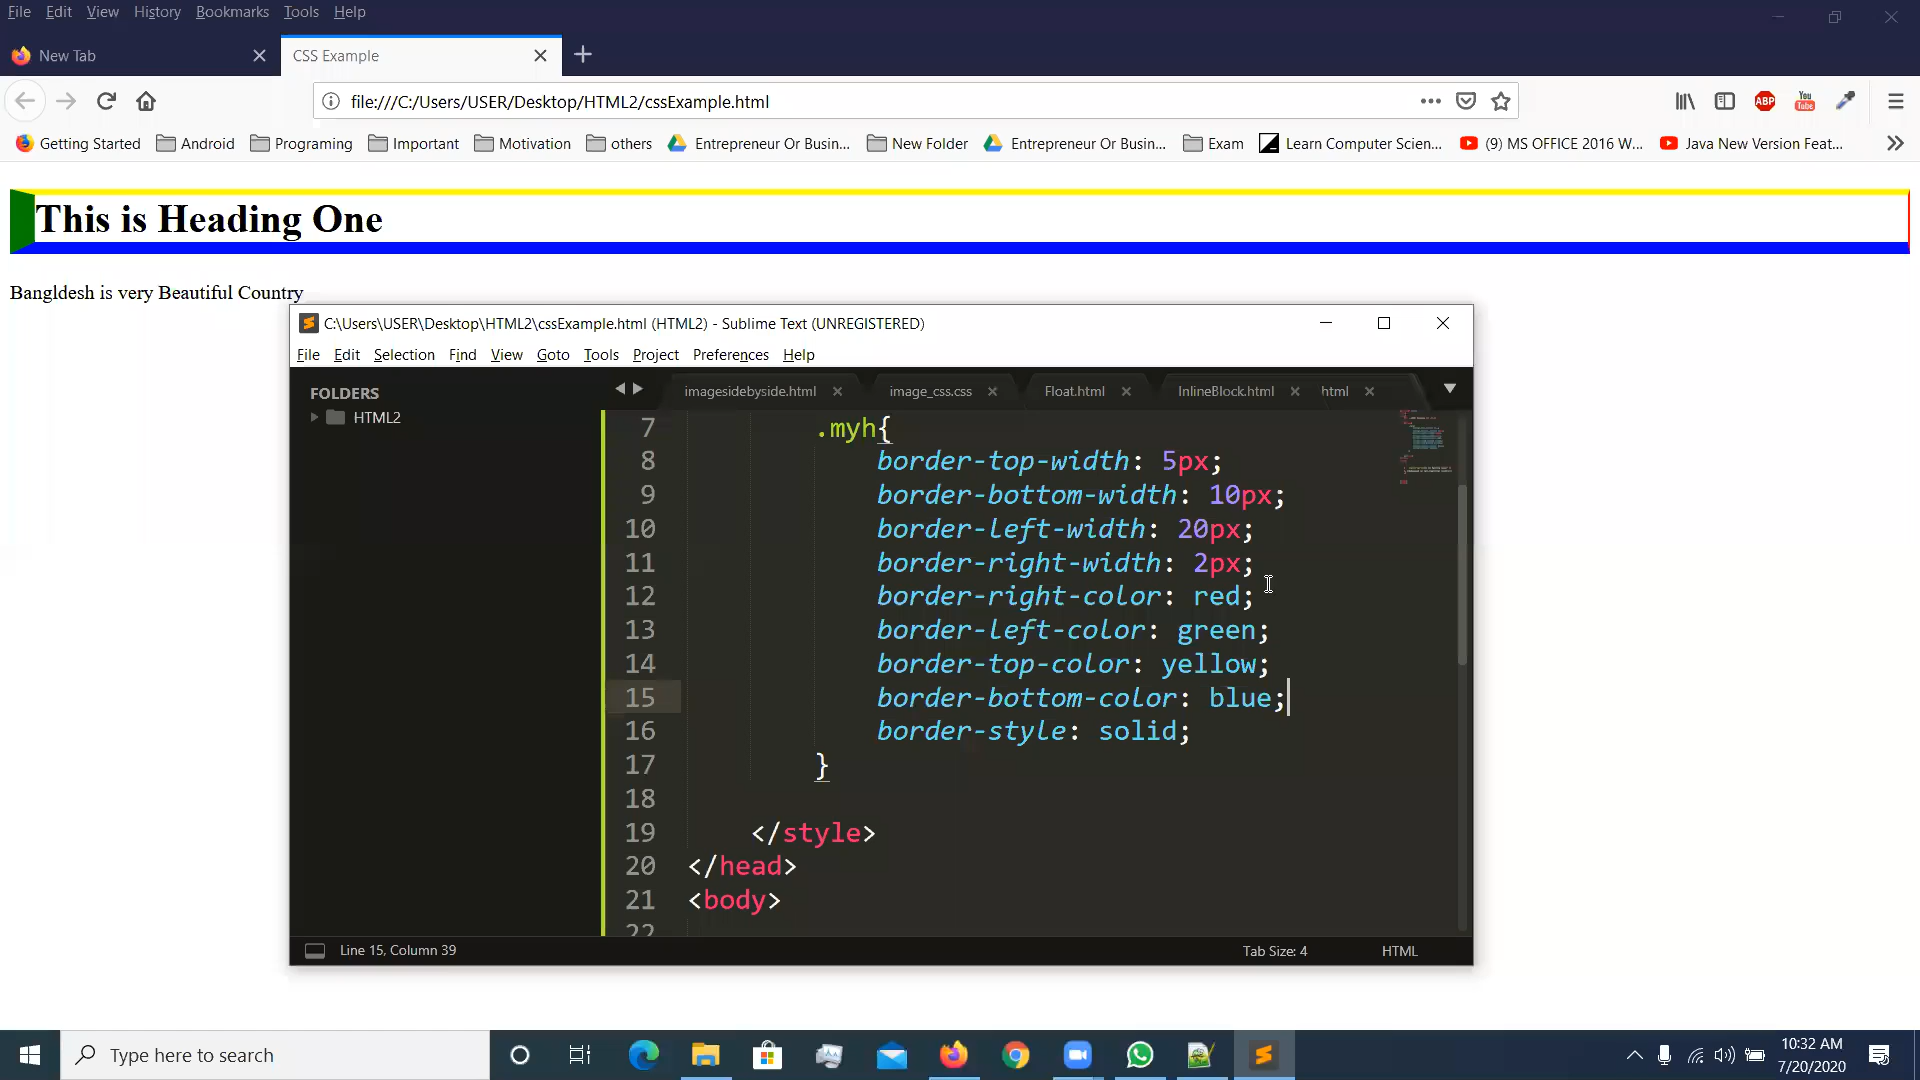 File Edit View History Bookmarks Tools Help
New Tab
CSS Example
file:///C:/Users/USER/Desktop/HTML2/cssExample.html
ABP
You Tube
Getting Started Android Programing Important Motivation others Entrepreneur Or Busin... New Folder Entrepreneur Or Busin... Exam Learn Computer Scien... (9) MS OFFICE 2016 W... Java New Version Feat...
This is Heading One
Bangldesh is very Beautiful Country
C:\Users\USER\Desktop\HTML2\cssExample.html (HTML2) - Sublime Text (UNREGISTERED)
File Edit Selection Find View Goto Tools Project Preferences Help
FOLDERS
HTML2
imagesidebyside.html image_css.css Float.html InlineBlock.html html
7 .myh{
8 border-top-width: 5px;
9 border-bottom-width: 10px;
10 border-left-width: 20px;
11 border-right-width: 2px;
12 border-right-color: red;
13 border-left-color: green;
14 border-top-color: yellow;
15 border-bottom-color: blue;
16 border-style: solid;
17 }
18
19 </style>
20 </head>
21 <body>
22
Line 15, Column 39
Tab Size: 4
HTML
Type here to search
10:32 AM
7/20/2020